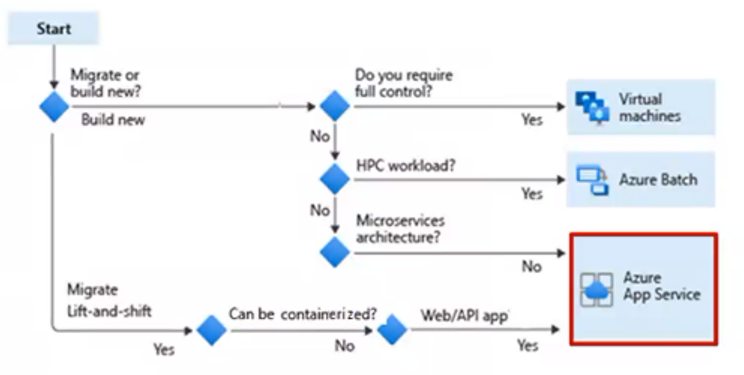 Start
Migrate or
build new?
Build new
Do you require
full control?
Yes
Virtual
machines
No
HPC workload?
Yes
Azure Batch
No
Microservices
architecture?
No
Azure
App Service
Migrate
Lift-and-shift
Yes
Can be containerized?
No
Web/API app
Yes